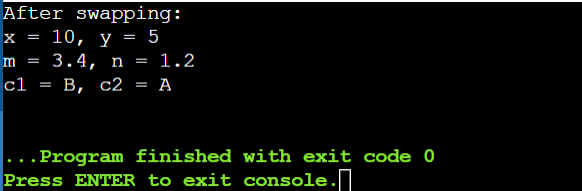 After swapping:
x = 10, y = 5
m = 3.4, n = 1.2
c1 = B, c2 = A
...Program finished with exit code 0
Press ENTER to exit console.